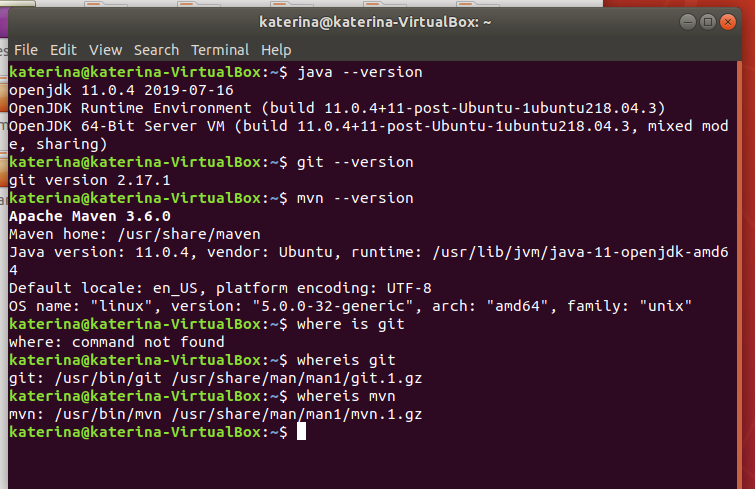 katerina@katerina-VirtualBox: ~
File Edit View Search Terminal Help
katerina@katerina-VirtualBox:~$ java --version
openjdk 11.0.4 2019-07-16
OpenJDK Runtime Environment (build 11.0.4+11-post-Ubuntu-1ubuntu218.04.3)
OpenJDK 64-Bit Server VM (build 11.0.4+11-post-Ubuntu-1ubuntu218.04.3, mixed mod
e, sharing)
katerina@katerina-VirtualBox:~$ git --version
git version 2.17.1
katerina@katerina-VirtualBox:~$ mvn --version
Apache Maven 3.6.0
Maven home: /usr/share/maven
Java version: 11.0.4, vendor: Ubuntu, runtime: /usr/lib/jvm/java-11-openjdk-amd6
4
Default locale: en_US, platform encoding: UTF-8
OS name: "linux", version: "5.0.0-32-generic", arch: "amd64", family: "unix"
katerina@katerina-VirtualBox:~$ where is git
where: command not found
katerina@katerina-VirtualBox:~$ whereis git
git: /usr/bin/git /usr/share/man/man1/git.1.gz
katerina@katerina-VirtualBox:~$ whereis mvn
mvn: /usr/bin/mvn /usr/share/man/man1/mvn.1.gz
katerina@katerina-VirtualBox:~$